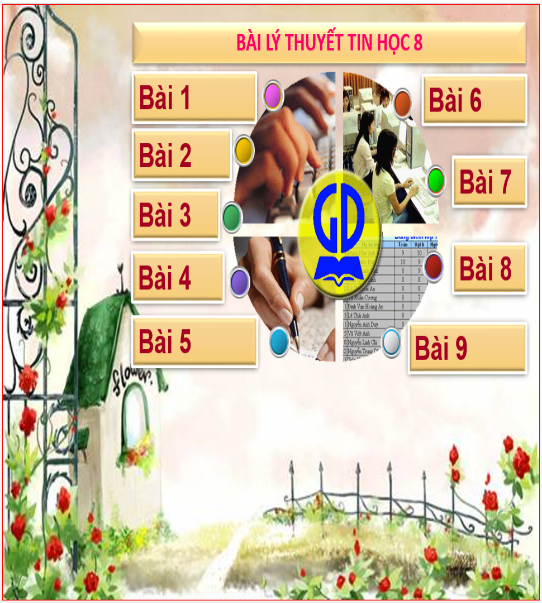 BÀI LÝ THUYẾT TIN HỌC 8
Bài 1
Bài 2
Bài 3
Bài 4
Bài 5
Bài 6
Bài 7
Bài 8
Bài 9
GD
flower